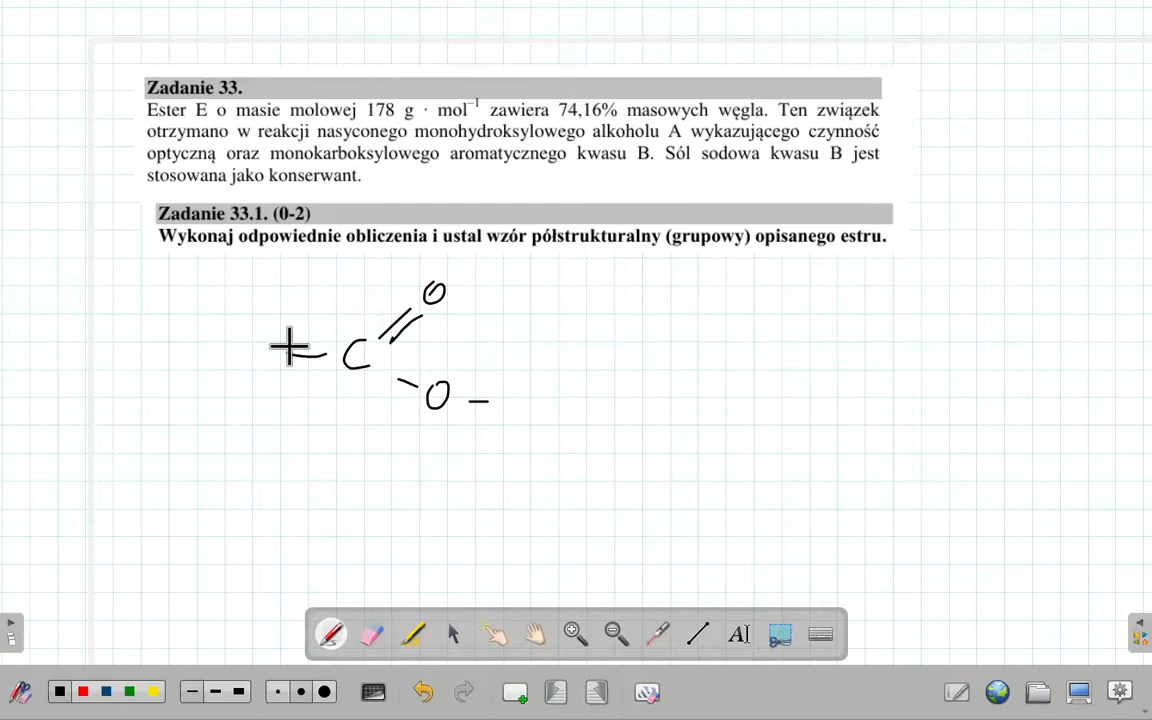 Zadanie 33.
Ester E o masie molowej 178 g · mol⁻¹ zawiera 74,16% masowych węgla. Ten związek
otrzymano w reakcji nasyconego monohydroksylowego alkoholu A wykazującego czynność
optyczną oraz monokarboksylowego aromatycznego kwasu B. Sól sodowa kwasu B jest
stosowana jako konserwant.
Zadanie 33.1. (0-2)
Wykonaj odpowiednie obliczenia i ustal wzór półstrukturalny (grupowy) opisanego estru.
O
C
O
AI